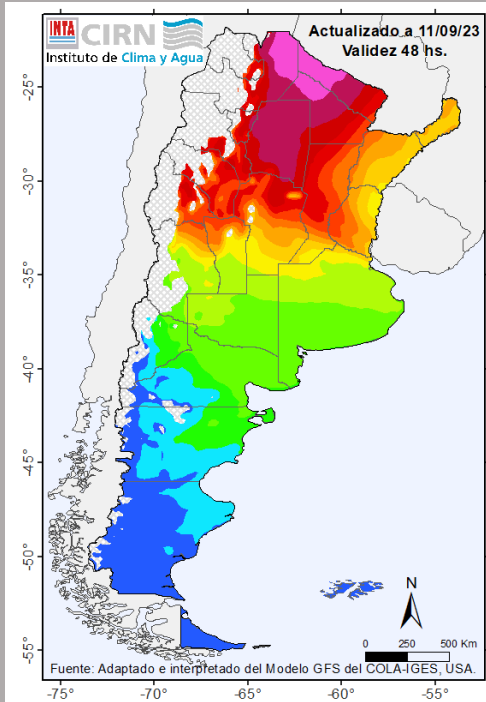 INTA CIRN
Instituto de Clima y Agua
Actualizado a 11/09/23
Validez 48 hs.
-25°
-30°
-35°
-40°
-45°
-50°
-55°
N
0 250 500 Km
Fuente: Adaptado e interpretado del Modelo GFS del COLA-IGES, USA.
-75° -70° -65° -60° -55°